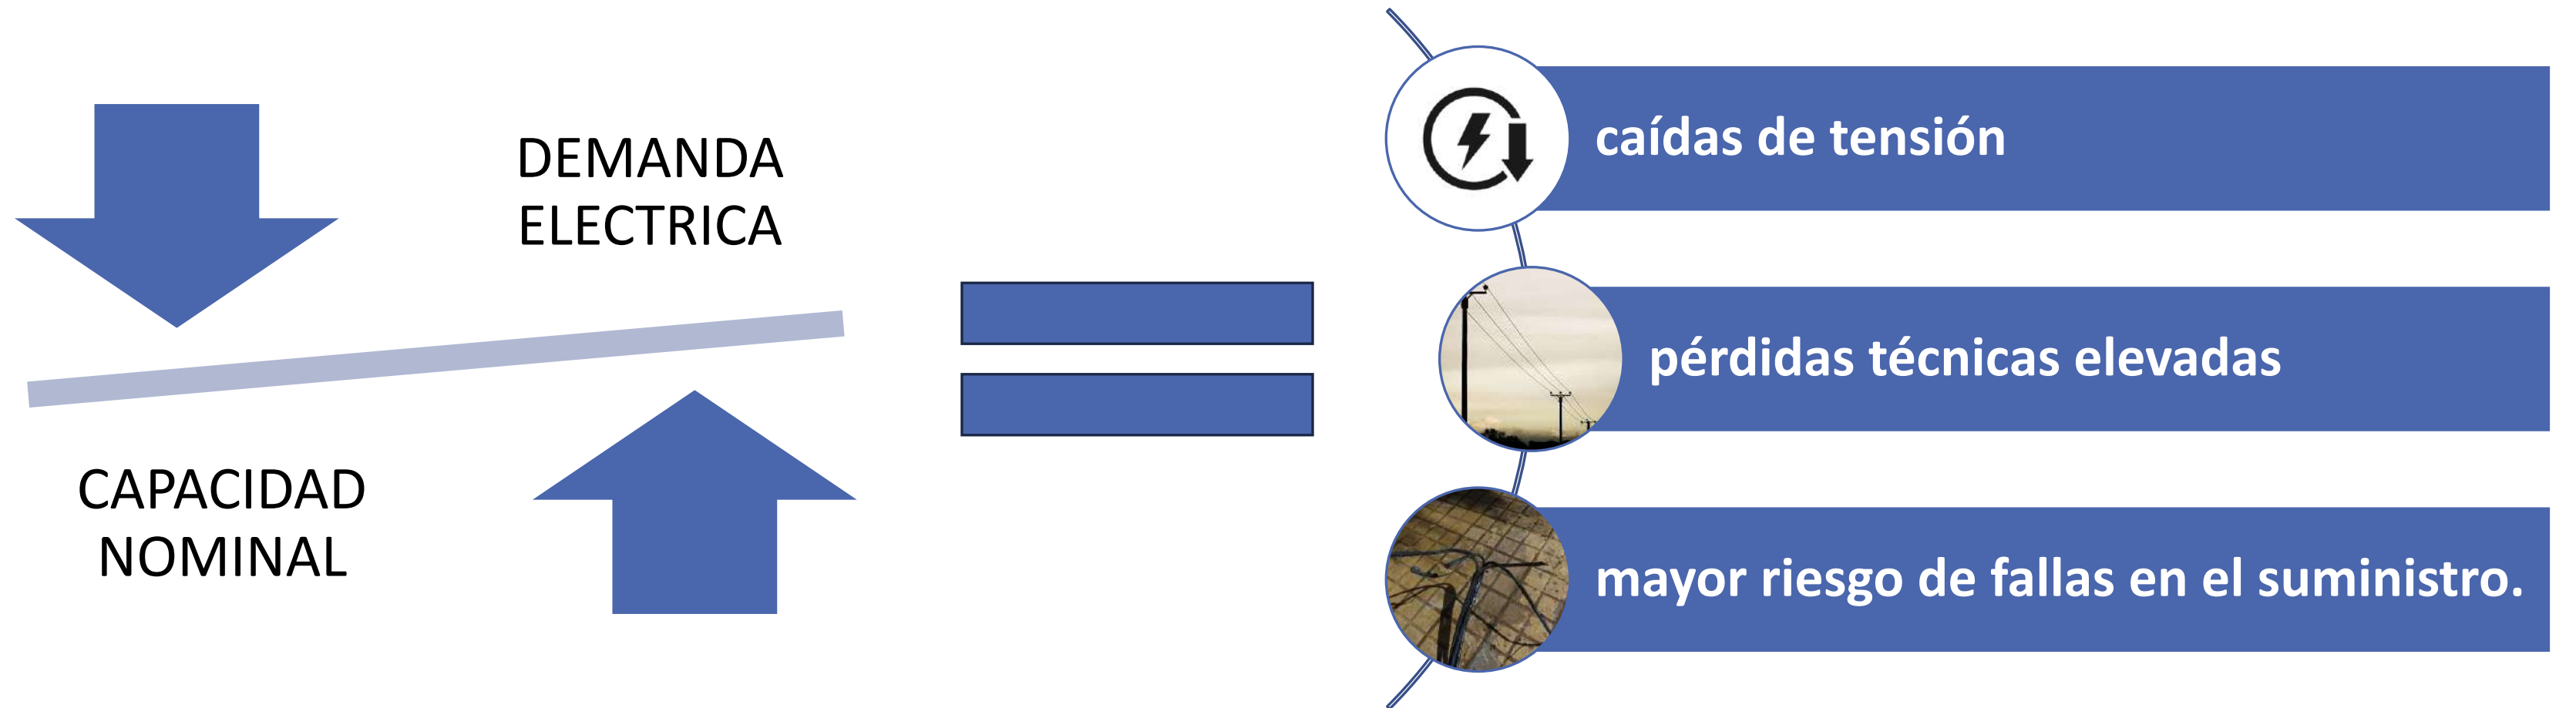 DEMANDA
ELECTRICA
CAPACIDAD
NOMINAL
caídas de tensión
pérdidas técnicas elevadas
mayor riesgo de fallas en el suministro.